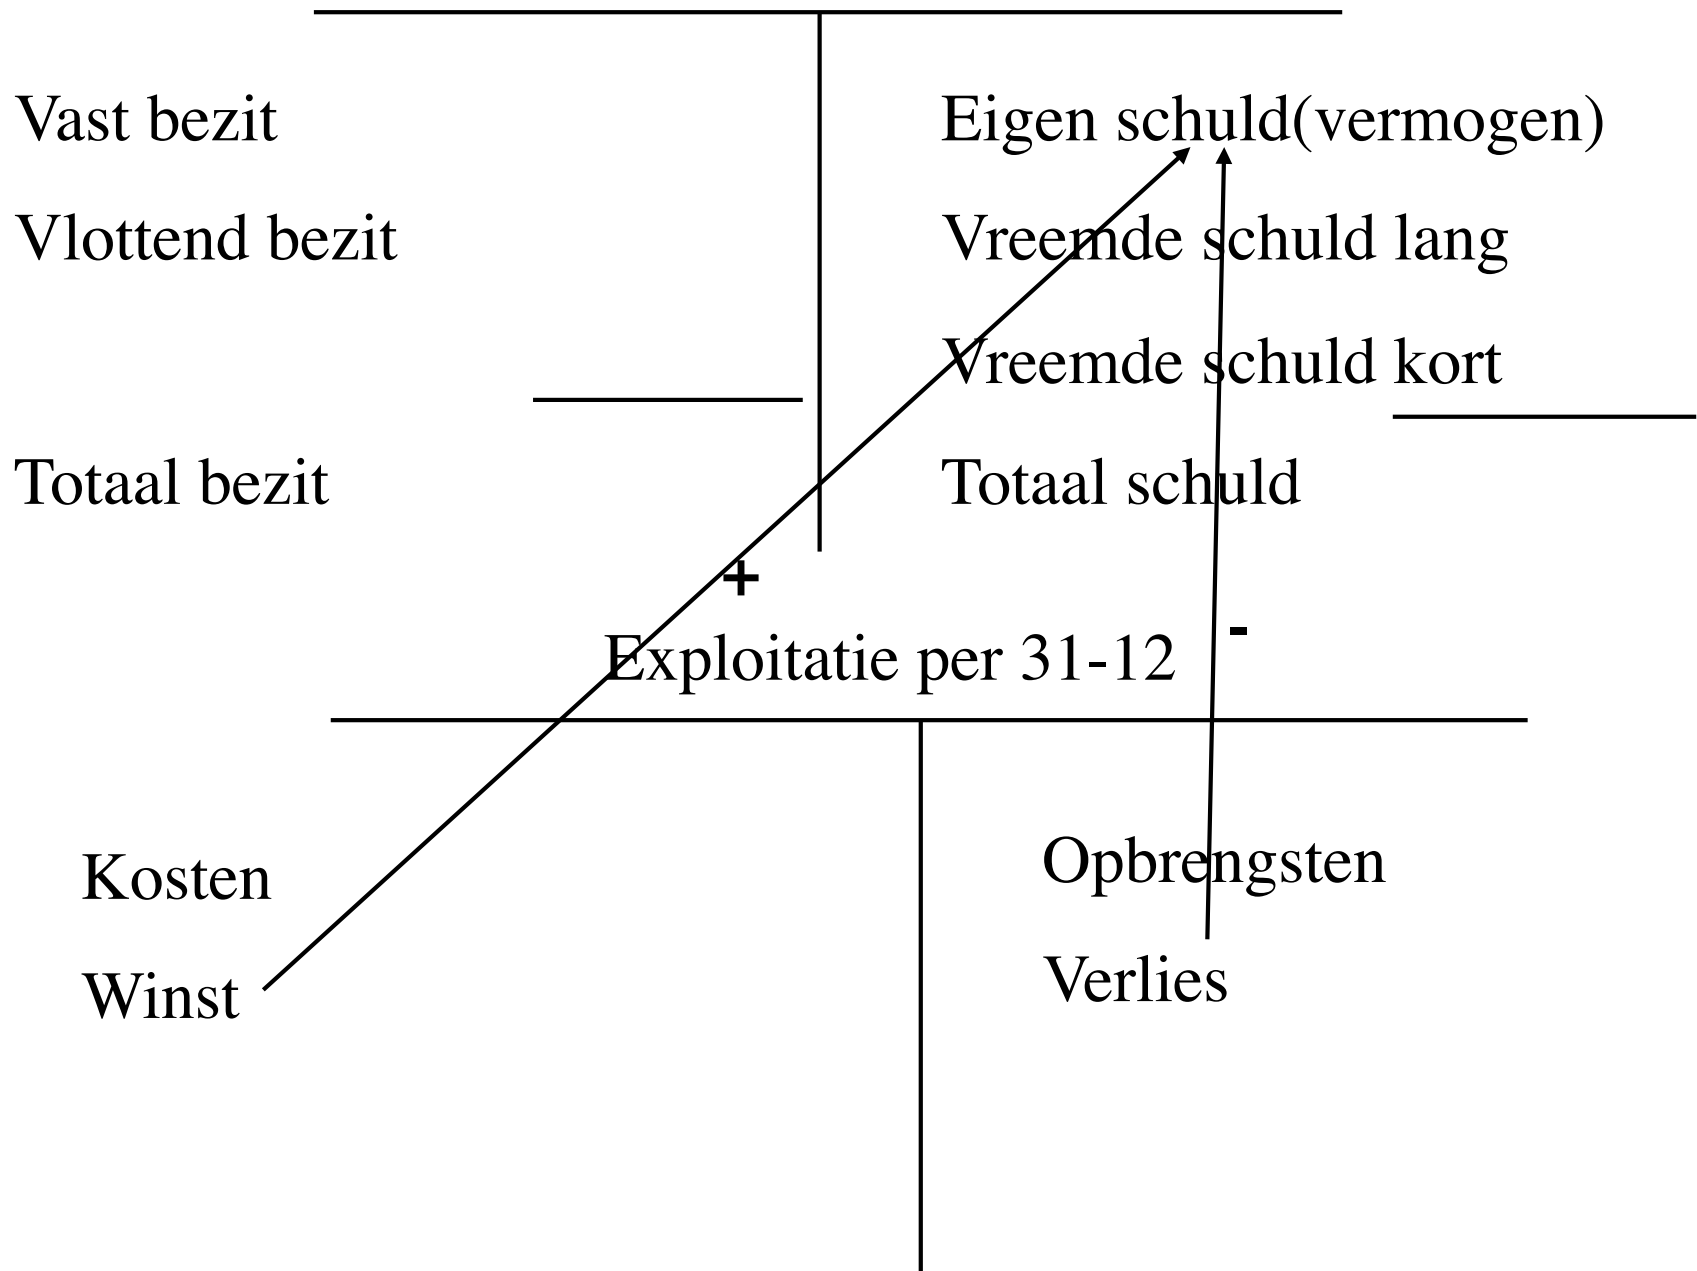 Vast bezit
Eigen schuld(vermogen)
Vlottend bezit
Vreemde schuld lang
Vreemde schuld kort
Totaal bezit
Totaal schuld
+
-
Exploitatie per 31-12
Kosten
Opbrengsten
Winst
Verlies